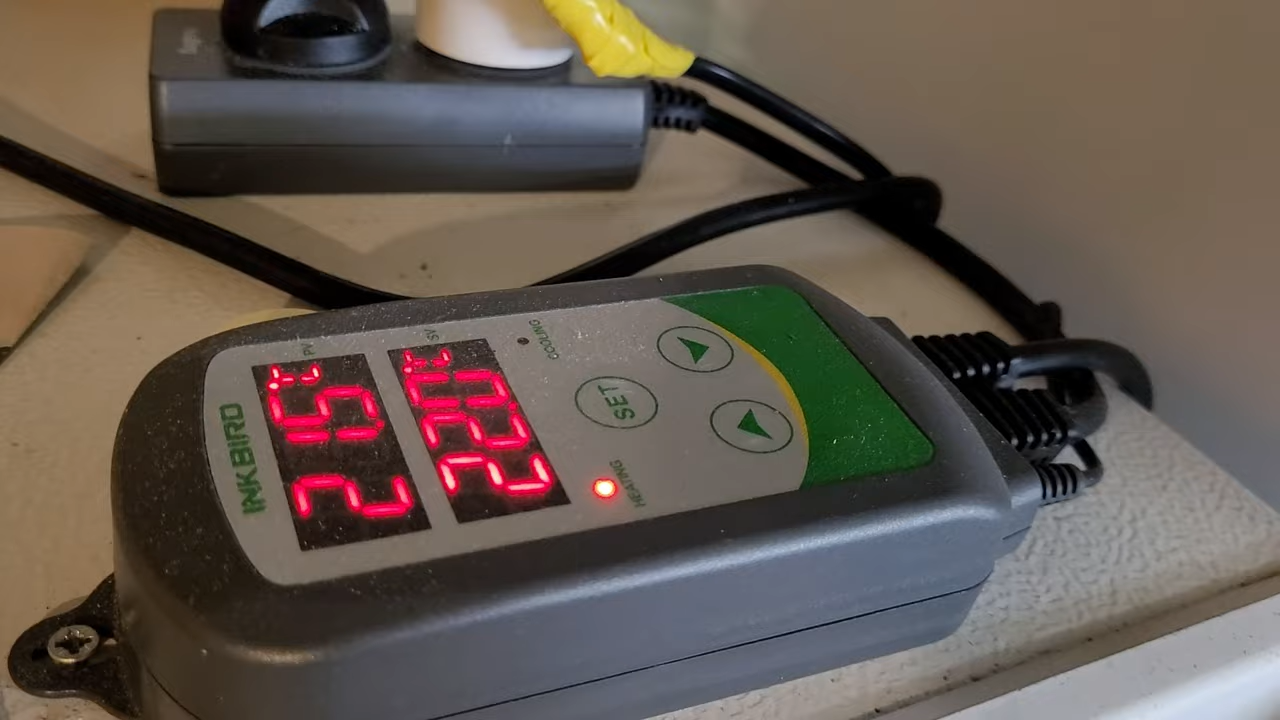 INKBIRD
PV
21.5℃
SV
22.0℃
COOLING
SET
HEATING